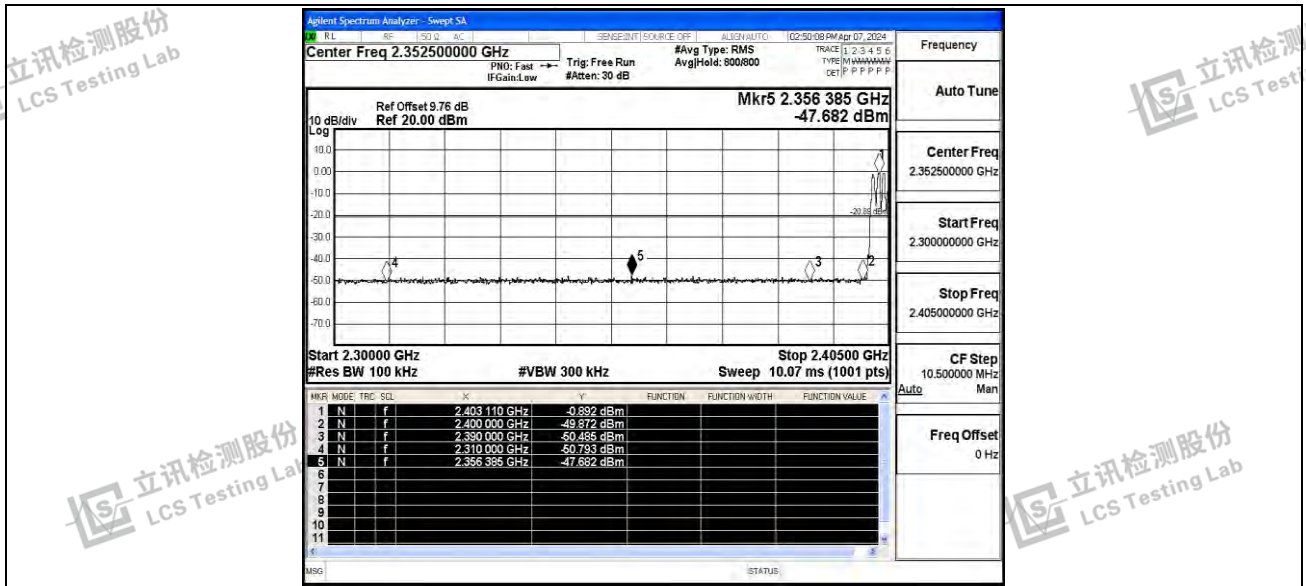 Agilent Spectrum Analyzer - Swept SA
RL RF 50 Ω AC SENSE:INT SOURCE OFF ALIGN AUTO 02:50:08 PM Apr 07, 2024
Center Freq 2.352500000 GHz
PNO: Fast
IFGain:Low
Trig: Free Run
#Atten: 30 dB
#Avg Type: RMS
Avg|Hold: 800/800
TRACE 1 2 3 4 5 6
TYPE
DET P P P P P P
Frequency
Auto Tune
Mkr5 2.356 385 GHz
-47.682 dBm
Ref Offset 9.76 dB
10 dB/div Ref 20.00 dBm
Log
10.0
0.00
-10.0
-20.0
-30.0
-40.0
-50.0
-60.0
-70.0
1
4
5
3
2
Center Freq
2.352500000 GHz
Start Freq
2.300000000 GHz
Stop Freq
2.405000000 GHz
CF Step
10.500000 MHz
Auto Man
Freq Offset
0 Hz
Start 2.30000 GHz Stop 2.40500 GHz
#Res BW 100 kHz #VBW 300 kHz Sweep 10.07 ms (1001 pts)
MKR MODE TRC SCL X Y FUNCTION FUNCTION WIDTH FUNCTION VALUE
1 N f 2.403 110 GHz -0.892 dBm
2 N f 2.400 000 GHz -49.872 dBm
3 N f 2.390 000 GHz -50.485 dBm
4 N f 2.310 000 GHz -50.793 dBm
5 N f 2.356 385 GHz -47.682 dBm
6
7
8
9
10
11
MSG STATUS
立讯检测股份
LCS Testing Lab
立讯检测
LCS Testi
立讯检测股份
LCS Testing Lab
立讯检测股份
LCS Testing Lab